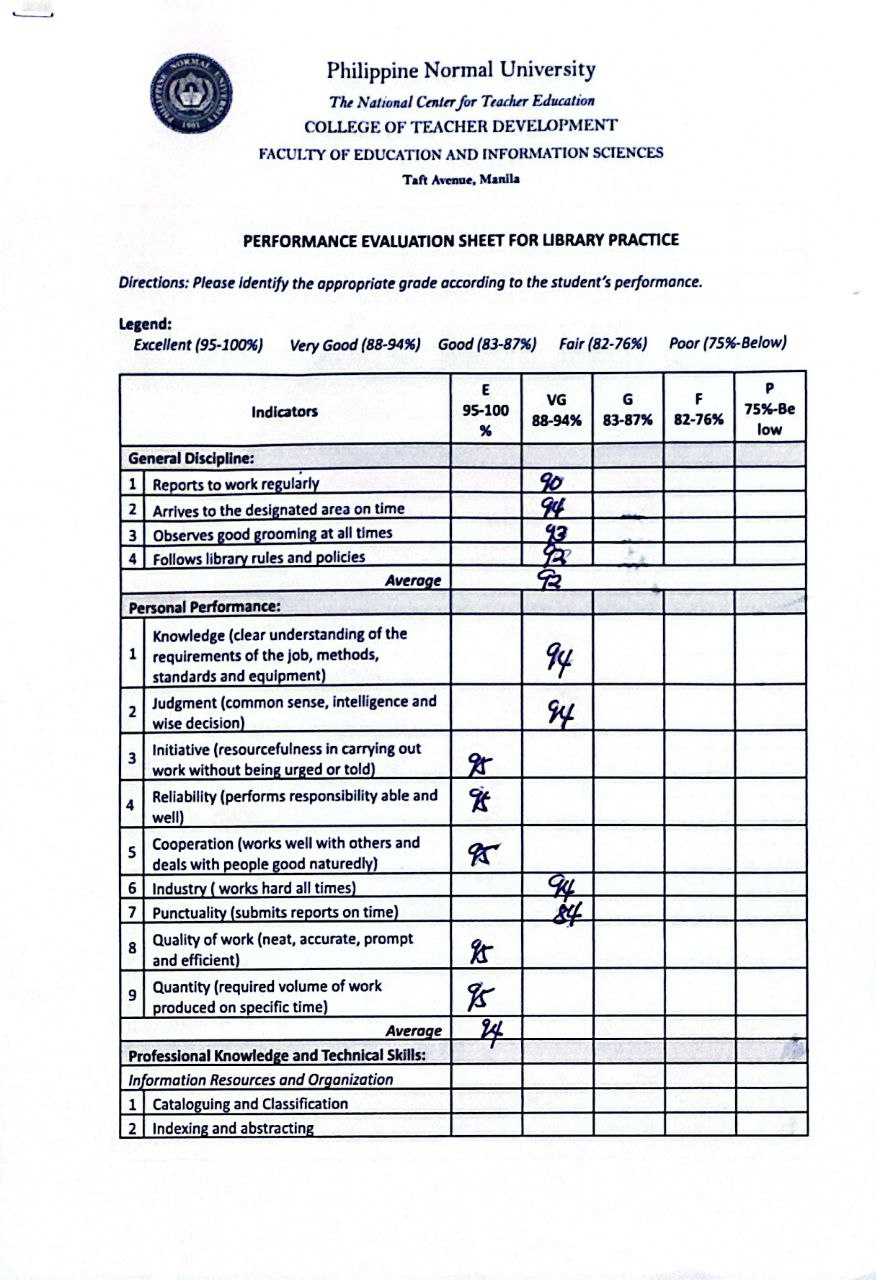 PHILIPPINE NORMAL UNIVERSITY
1901
Philippine Normal University
The National Center for Teacher Education
COLLEGE OF TEACHER DEVELOPMENT
FACULTY OF EDUCATION AND INFORMATION SCIENCES
Taft Avenue, Manila
PERFORMANCE EVALUATION SHEET FOR LIBRARY PRACTICE
Directions: Please identify the appropriate grade according to the student's performance.
Legend:
Excellent (95-100%) Very Good (88-94%) Good (83-87%) Fair (82-76%) Poor (75%-Below)
Indicators
E
95-100
%
VG
88-94%
G
83-87%
F
82-76%
P
75%-Be
low
General Discipline:
1 Reports to work regularly 90
2 Arrives to the designated area on time 94
3 Observes good grooming at all times 93
4 Follows library rules and policies 92
Average 92
Personal Performance:
1 Knowledge (clear understanding of the
requirements of the job, methods,
standards and equipment) 94
2 Judgment (common sense, intelligence and
wise decision) 94
3 Initiative (resourcefulness in carrying out
work without being urged or told) 95
4 Reliability (performs responsibility able and
well) 95
5 Cooperation (works well with others and
deals with people good naturedly) 95
6 Industry ( works hard all times) 94
7 Punctuality (submits reports on time) 84
8 Quality of work (neat, accurate, prompt
and efficient) 95
9 Quantity (required volume of work
produced on specific time) 95
Average 94
Professional Knowledge and Technical Skills:
Information Resources and Organization
1 Cataloguing and Classification
2 Indexing and abstracting